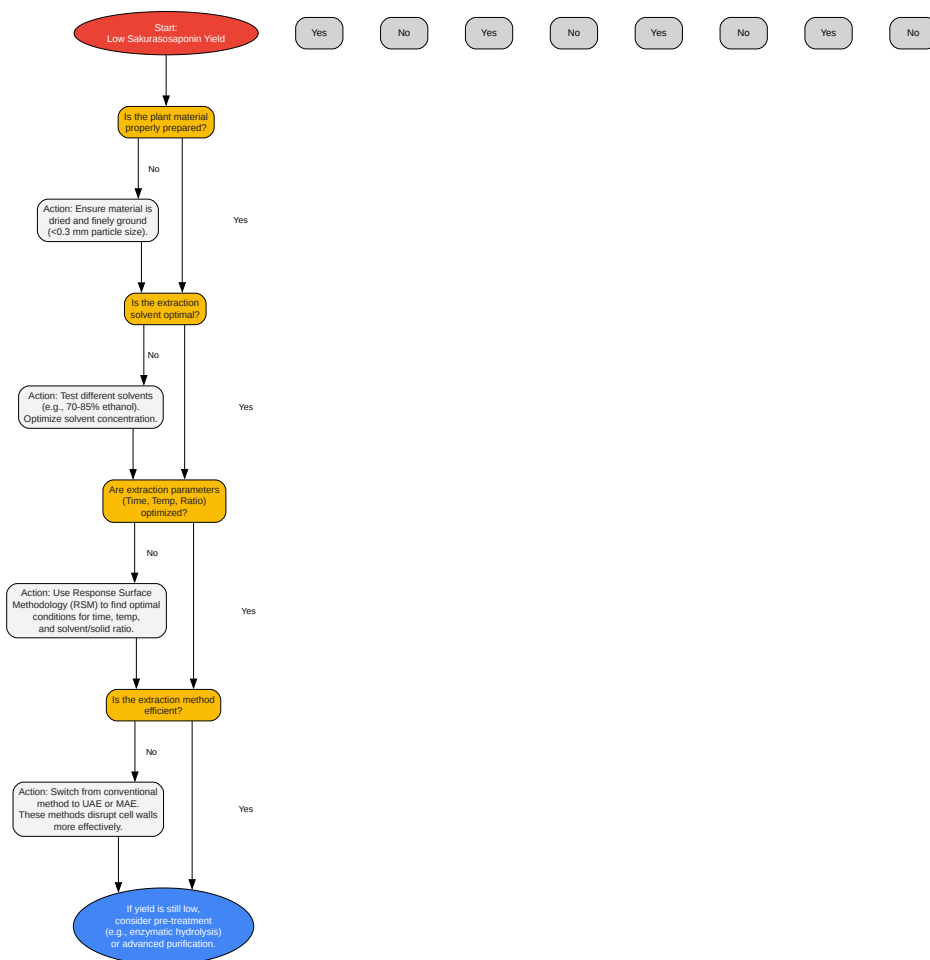 Start:
Low Sakurasosaponin Yield
Yes
No
Yes
No
Yes
No
Yes
No
Is the plant material
properly prepared?
No
Action: Ensure material is
dried and finely ground
(<0.3 mm particle size).
Yes
Is the extraction
solvent optimal?
No
Action: Test different solvents
(e.g., 70-85% ethanol).
Optimize solvent concentration.
Yes
Are extraction parameters
(Time, Temp, Ratio)
optimized?
No
Action: Use Response Surface
Methodology (RSM) to find optimal
conditions for time, temp,
and solvent/solid ratio.
Yes
Is the extraction method
efficient?
No
Action: Switch from conventional
method to UAE or MAE.
These methods disrupt cell walls
more effectively.
Yes
If yield is still low,
consider pre-treatment
(e.g., enzymatic hydrolysis)
or advanced purification.